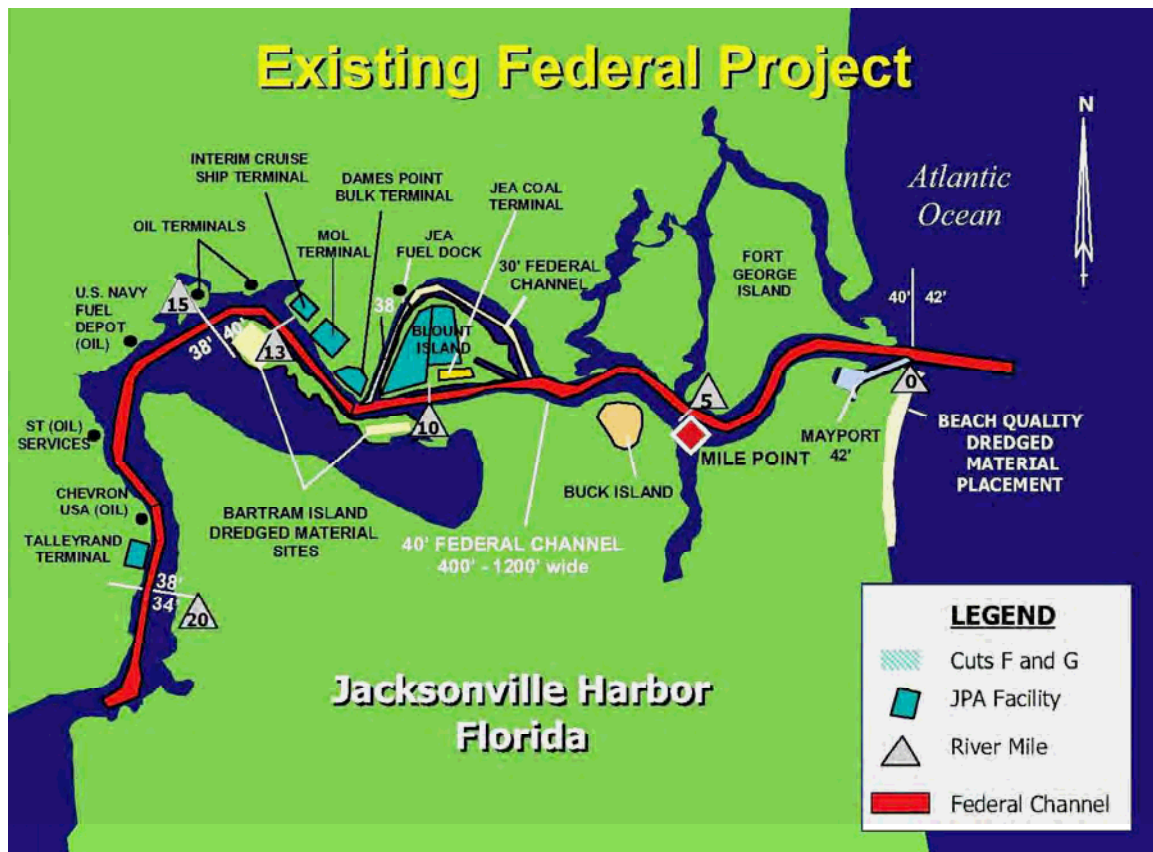 Existing Federal Project
N
Atlantic
Ocean
INTERIM CRUISE
SHIP TERMINAL
DAMES POINT
BULK TERMINAL
JEA COAL
TERMINAL
OIL TERMINALS
MOL
TERMINAL
JEA
FUEL DOCK
30' FEDERAL
CHANNEL
FORT
GEORGE
ISLAND
40'
42'
U.S. NAVY
FUEL
DEPOT
(OIL)
15
38
38'
40'
13
BLOUNT
ISLAND
10
5
0
MAYPORT
42'
BEACH QUALITY
DREDGED
MATERIAL
PLACEMENT
MILE POINT
BUCK ISLAND
ST (OIL)
SERVICES
CHEVRON
USA (OIL)
TALLEYRAND
TERMINAL
BARTRAM ISLAND
DREDGED MATERIAL
SITES
40' FEDERAL CHANNEL
400' - 1200' wide
38'
34'
20
Jacksonville Harbor
Florida
LEGEND
Cuts F and G
JPA Facility
River Mile
Federal Channel